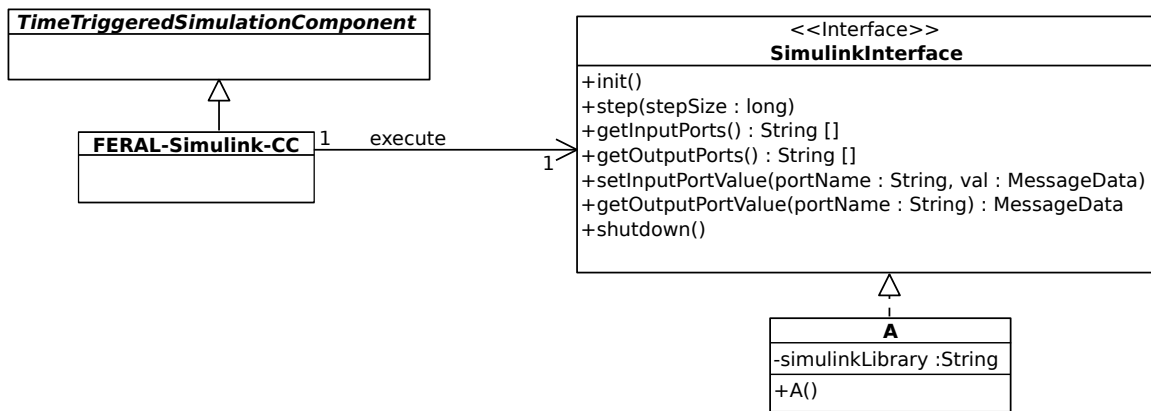 TimeTriggeredSimulationComponent
FERAL-Simulink-CC
1 execute
1
<<Interface>>
SimulinkInterface
+init()
+step(stepSize : long)
+getInputPorts() : String []
+getOutputPorts() : String []
+setInputPortValue(portName : String, val : MessageData)
+getOutputPortValue(portName : String) : MessageData
+shutdown()
A
-simulinkLibrary :String
+A()